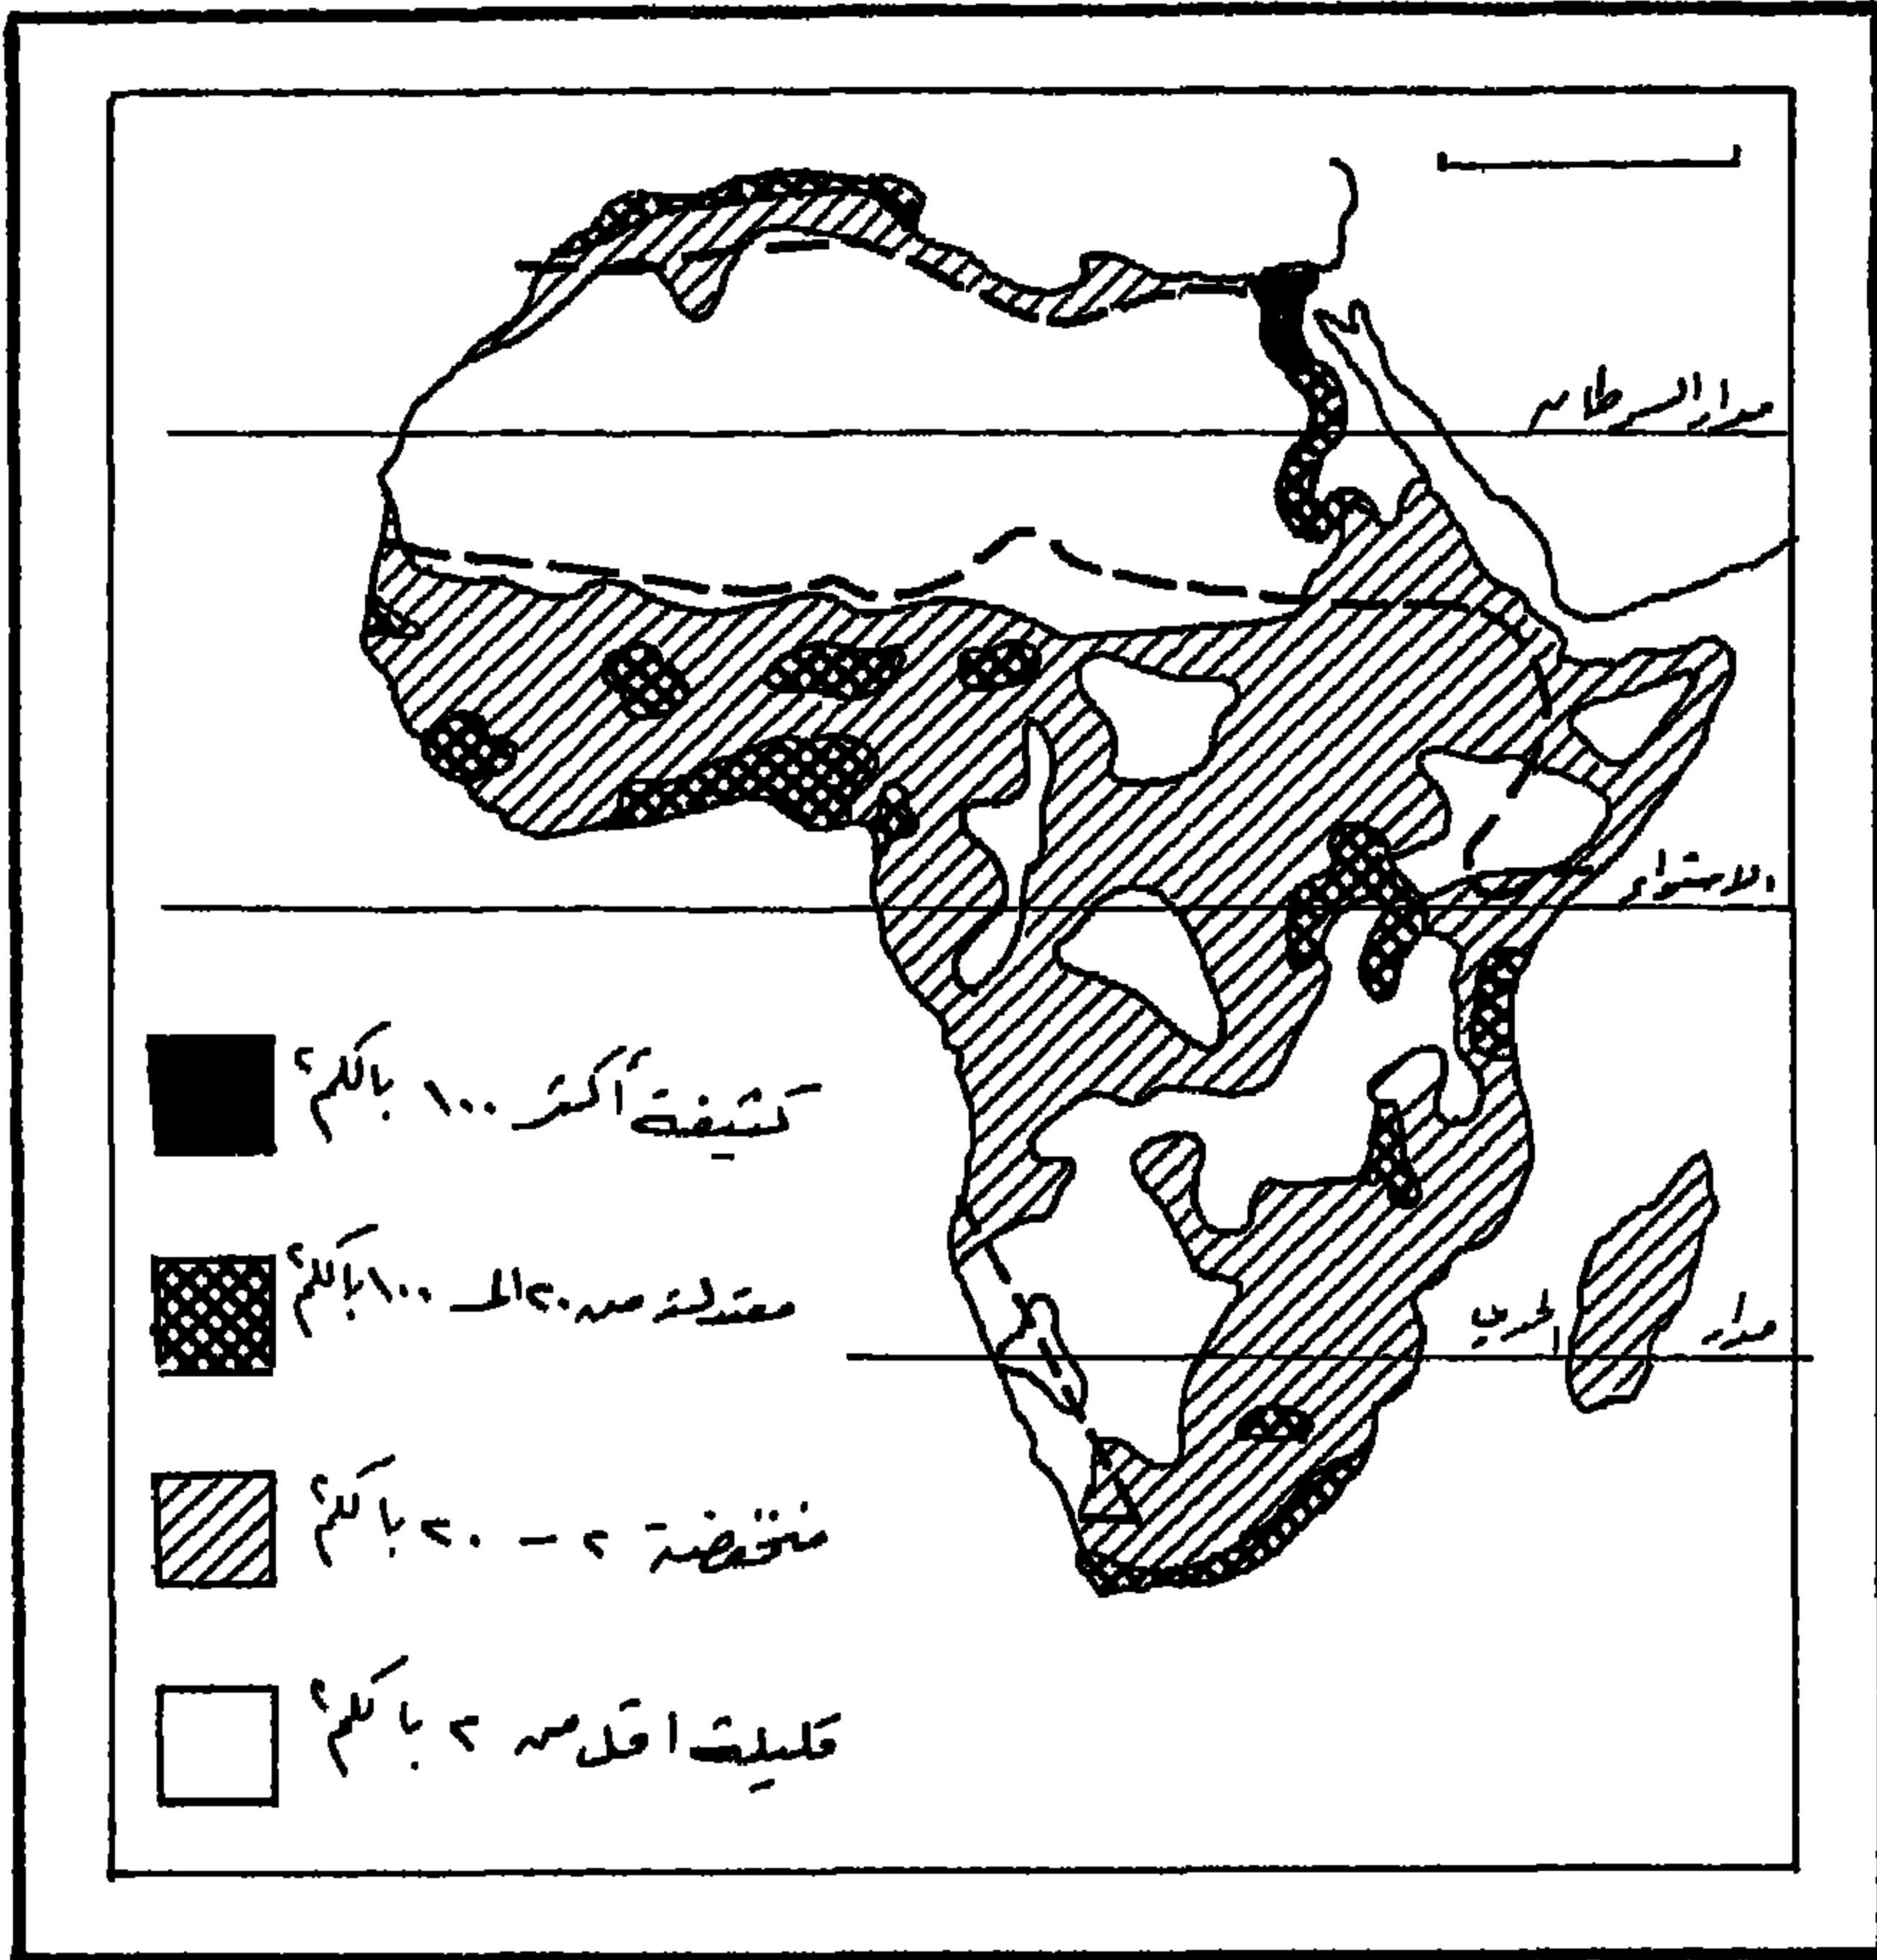 مدار السرطان
الاستواء
مدار الجدي
كثيفة أكثر ١٠٠ بالكم٢
معتدلة من ٢٠ الى ١٠٠ بالكم٢
منخفضة ٢ - ٢٠ بالكم٢
قليلة اقل من ٢ بالكم٢